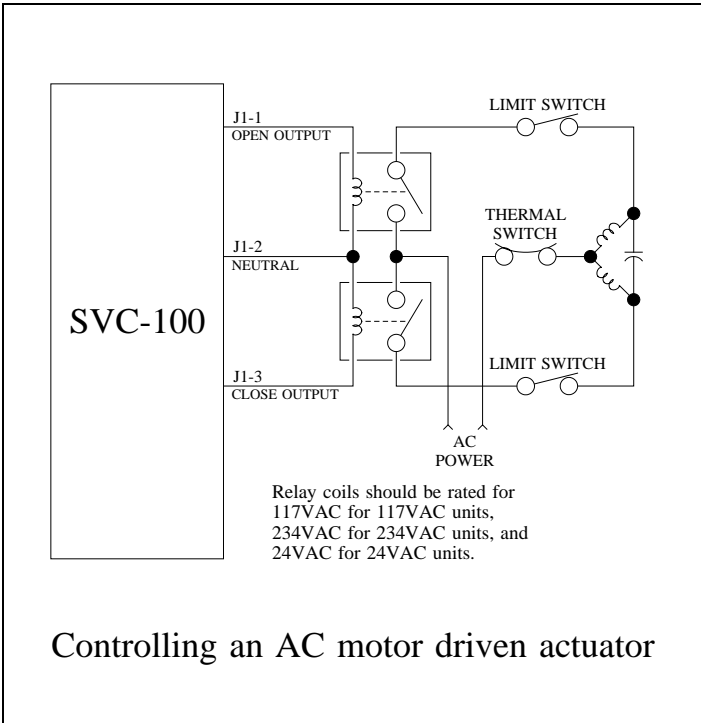 LIMIT SWITCH
J1-1
OPEN OUTPUT
THERMAL
SWITCH
J1-2
NEUTRAL
SVC-100
LIMIT SWITCH
J1-3
CLOSE OUTPUT
AC
POWER
Relay coils should be rated for
117VAC for 117VAC units,
234VAC for 234VAC units, and
24VAC for 24VAC units.
Controlling an AC motor driven actuator